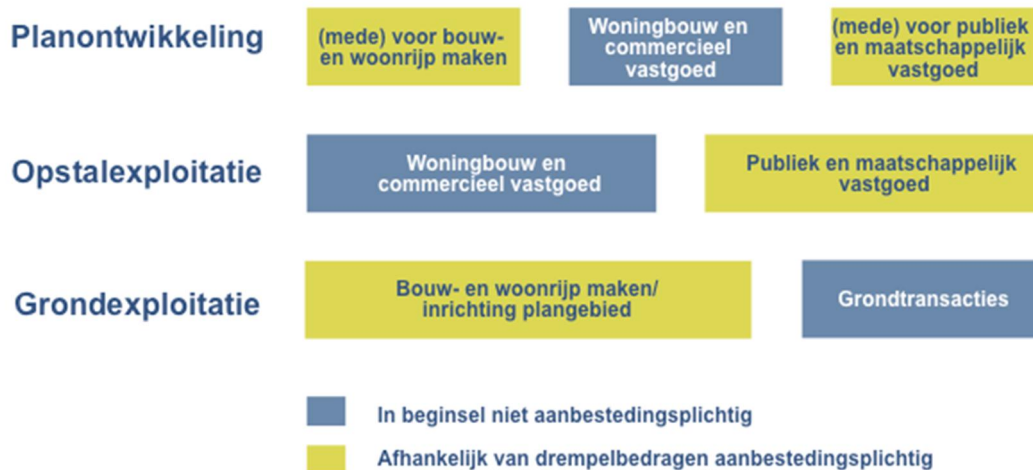 Planontwikkeling
(mede) voor bouw-
en woonrijp maken
Woningbouw en
commercieel
vastgoed
(mede) voor publiek
en maatschappelijk
vastgoed
Opstalexploitatie
Woningbouw en
commercieel vastgoed
Publiek en maatschappelijk
vastgoed
Grondexploitatie
Bouw- en woonrijp maken/
inrichting plangebied
Grondtransacties
In beginsel niet aanbestedingsplichtig
Afhankelijk van drempelbedragen aanbestedingsplichtig